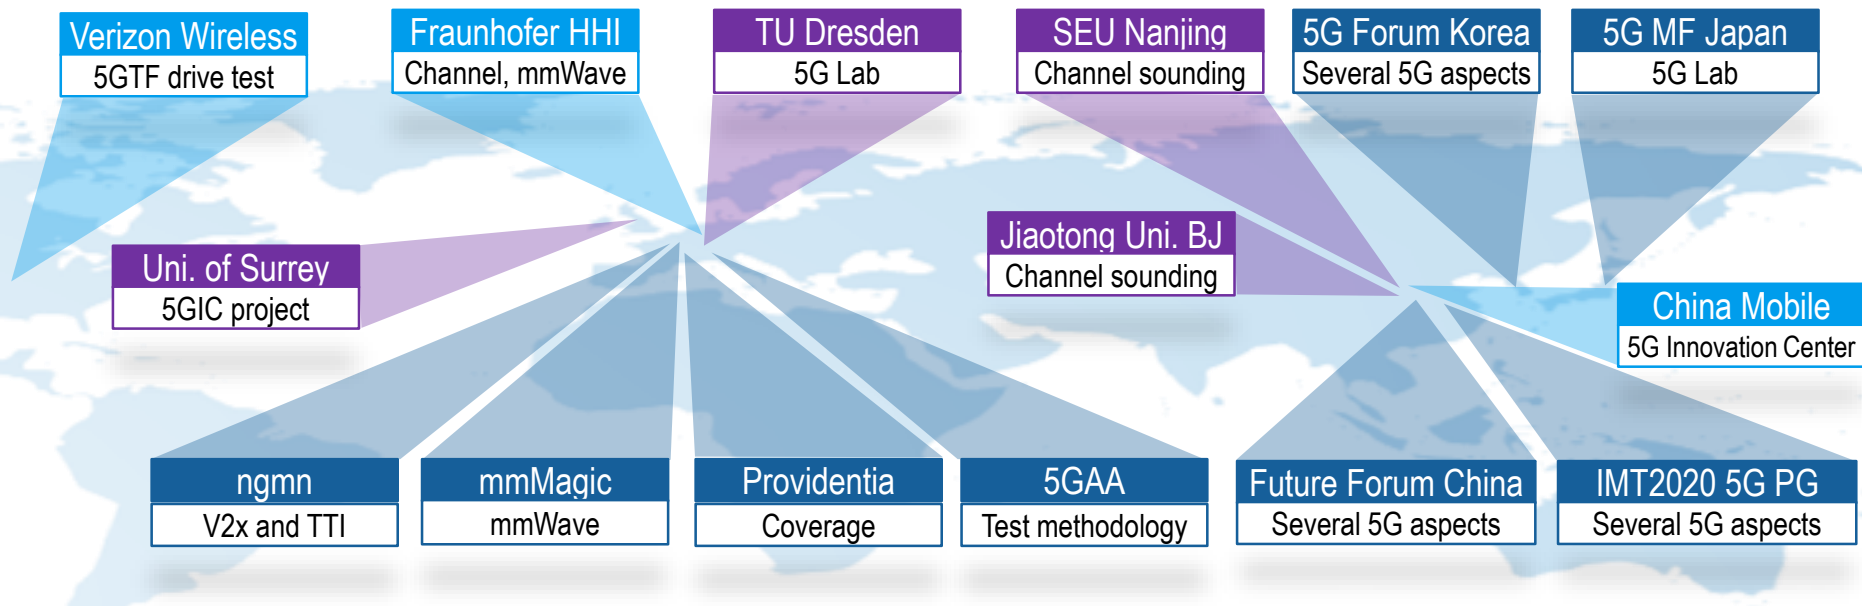 Verizon Wireless
5GTF drive test
Fraunhofer HHI
Channel, mmWave
TU Dresden
5G Lab
SEU Nanjing
Channel sounding
5G Forum Korea
Several 5G aspects
5G MF Japan
5G Lab
Uni. of Surrey
5GIC project
Jiaotong Uni. BJ
Channel sounding
China Mobile
5G Innovation Center
ngmn
V2x and TTI
mmMagic
mmWave
Providentia
Coverage
5GAA
Test methodology
Future Forum China
Several 5G aspects
IMT2020 5G PG
Several 5G aspects